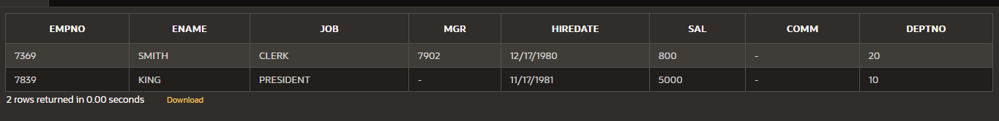 EMPNO ENAME JOB MGR HIREDATE SAL COMM DEPTNO
7369 SMITH CLERK 7902 12/17/1980 800 - 20
7839 KING PRESIDENT - 11/17/1981 5000 - 10
2 rows returned in 0.00 seconds Download